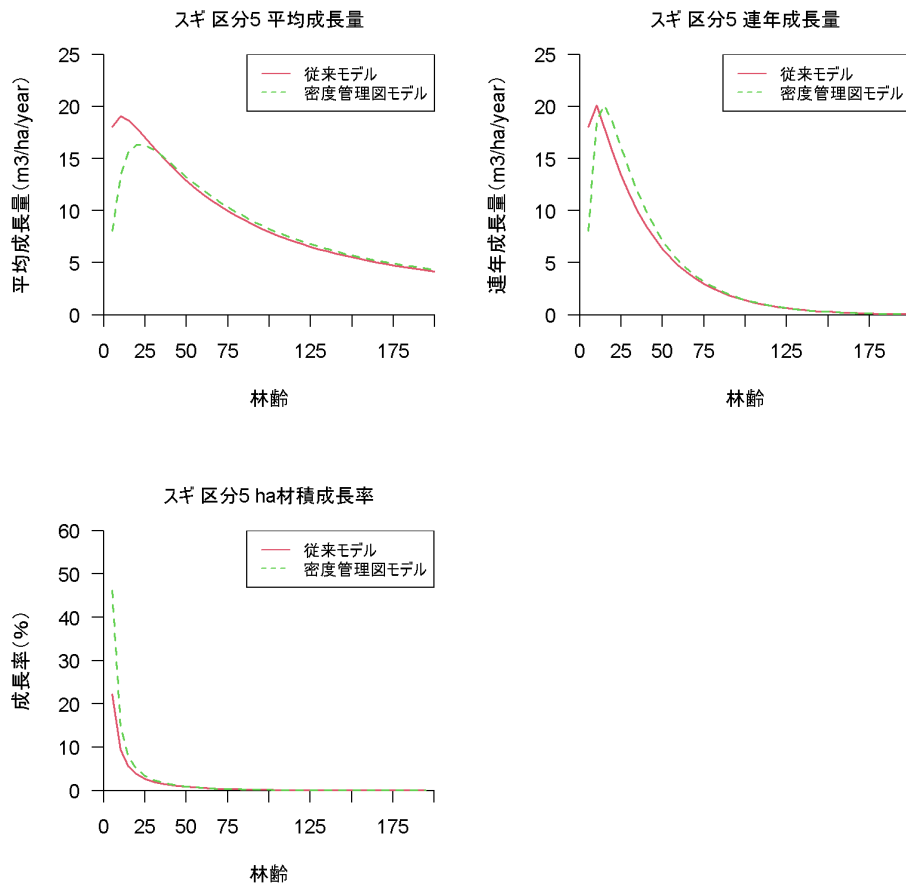 スギ 区分5 平均成長量
平均成長量(m3/ha/year)
25
20
15
10
5
0
従来モデル
密度管理図モデル
0 25 50 75 125 175
林齢
スギ 区分5 連年成長量
連年成長量(m3/ha/year)
25
20
15
10
5
0
従来モデル
密度管理図モデル
0 25 50 75 125 175
林齢
スギ 区分5 ha材積成長率
成長率(%)
60
50
40
30
20
10
0
従来モデル
密度管理図モデル
0 25 50 75 125 175
林齢